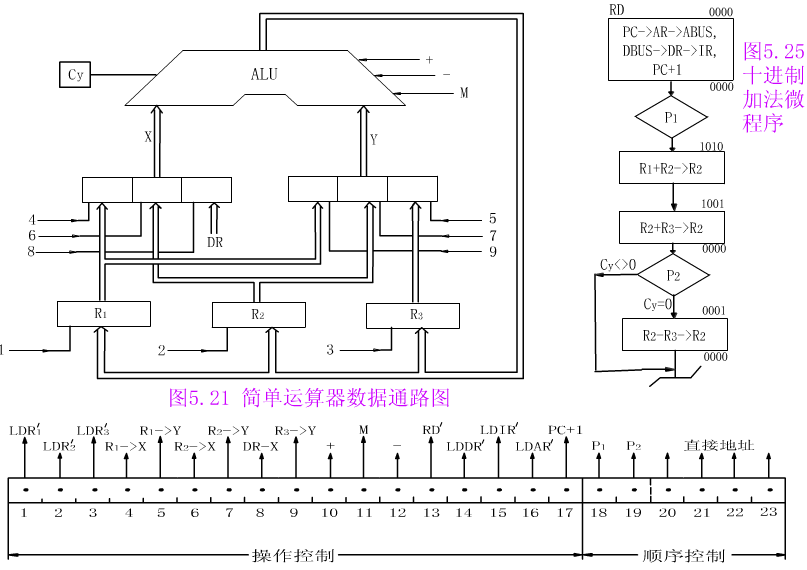 Cy
ALU
+
-
M
X
Y
4
6
8
DR
5
7
9
R1
R2
R3
1
2
3
图5.21 简单运算器数据通路图
RD
0000
PC->AR->ABUS,
DBUS->DR->IR,
PC+1
0000
P1
1010
R1+R2->R2
1001
R2+R3->R2
0000
Cy<>0
P2
Cy=0
0001
R2-R3->R2
0000
图5.25
十进制
加法微
程序
LDR1′ LDR3′ R1->Y R2->Y R3->Y M RD′ LDIR′ PC+1
LDR2′ R1->X R2->X DR-X + - LDDR′ LDAR′ P1 P2 直接地址
1 2 3 4 5 6 7 8 9 10 11 12 13 14 15 16 17 18 19 20 21 22 23
操作控制 顺序控制